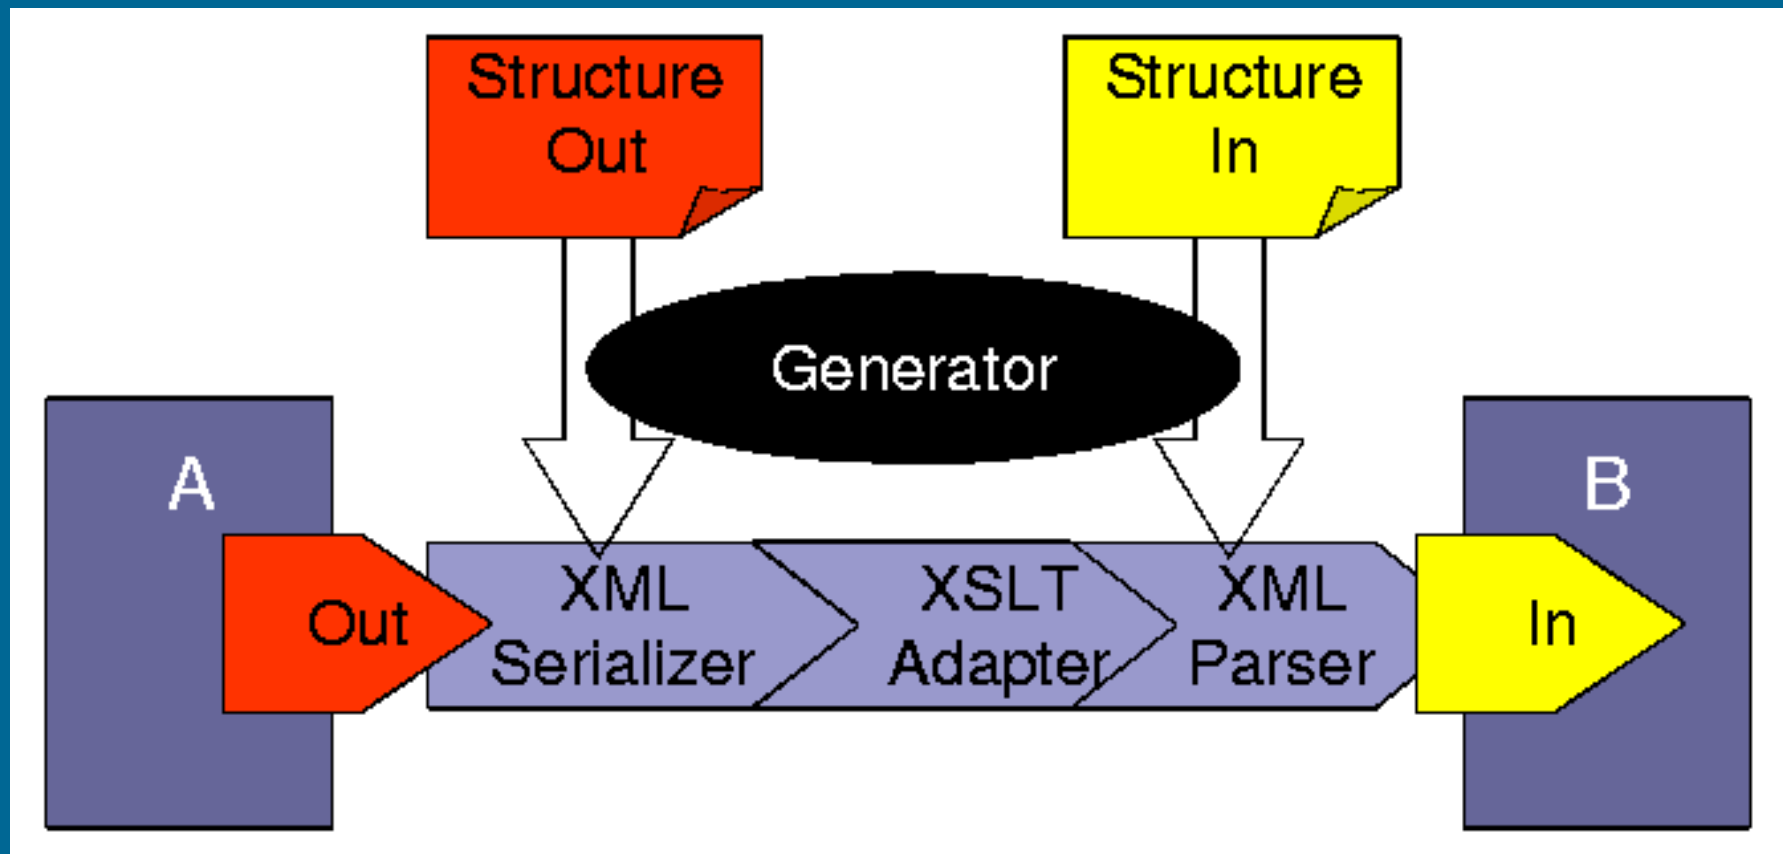 Structure
Out
Structure
In
Generator
A
B
Out
XML
Serializer
XSLT
Adapter
XML
Parser
In